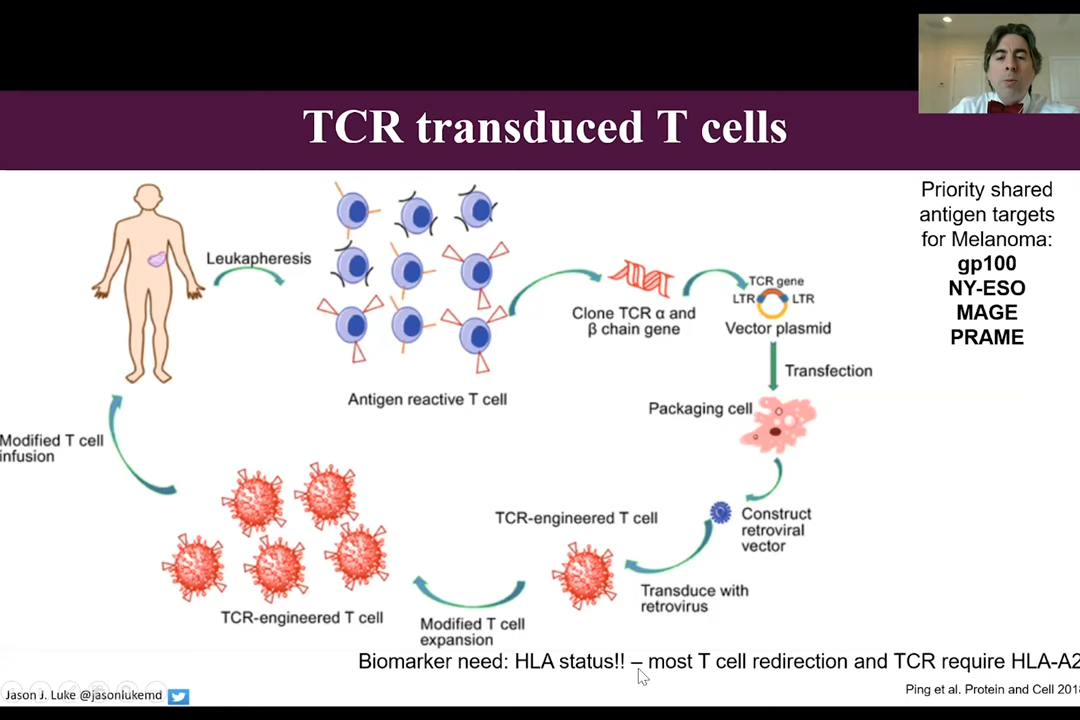 TCR transduced T cells
Priority shared
antigen targets
for Melanoma:
gp100
NY-ESO
MAGE
PRAME
Leukapheresis
Antigen reactive T cell
Clone TCR α and
β chain gene
TCR gene
LTR
LTR
Vector plasmid
Transfection
Packaging cell
Construct
retroviral
vector
Transduce with
retrovirus
TCR-engineered T cell
Modified T cell
expansion
TCR-engineered T cell
Modified T cell
infusion
Biomarker need: HLA status!! – most T cell redirection and TCR require HLA-A2
Jason J. Luke @jasonlukemd
Ping et al. Protein and Cell 2018